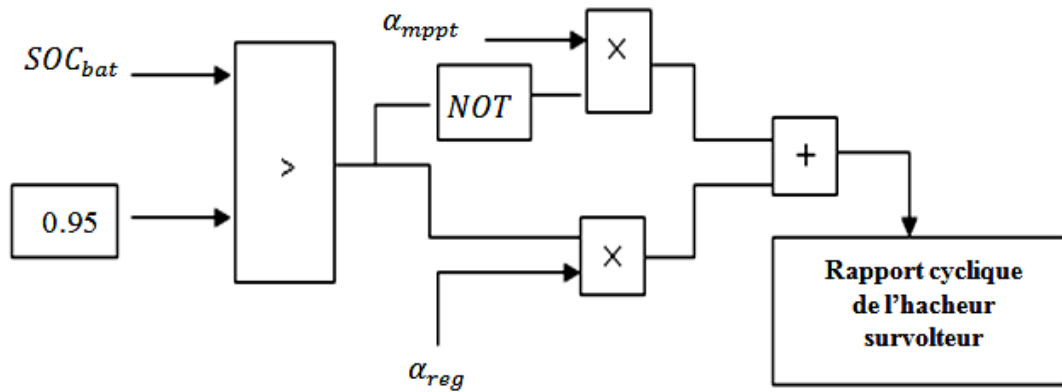 α_mppt
SOC_bat
NOT
×
>
+
0.95
×
Rapport cyclique
de l'hacheur
survolteur
α_reg